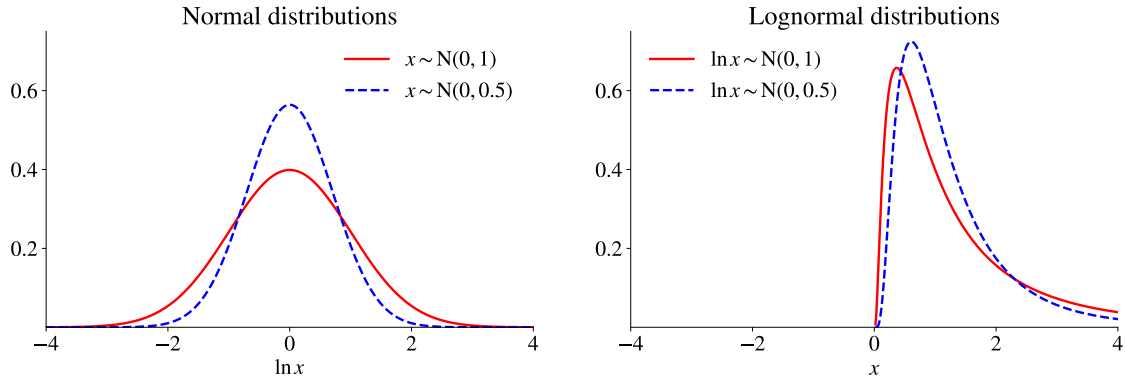 Normal distributions
x ~ N(0, 1)
x ~ N(0, 0.5)
0.6
0.4
0.2
−4
−2
0
2
4
ln x
Lognormal distributions
ln x ~ N(0, 1)
ln x ~ N(0, 0.5)
0.6
0.4
0.2
−4
−2
0
2
4
x